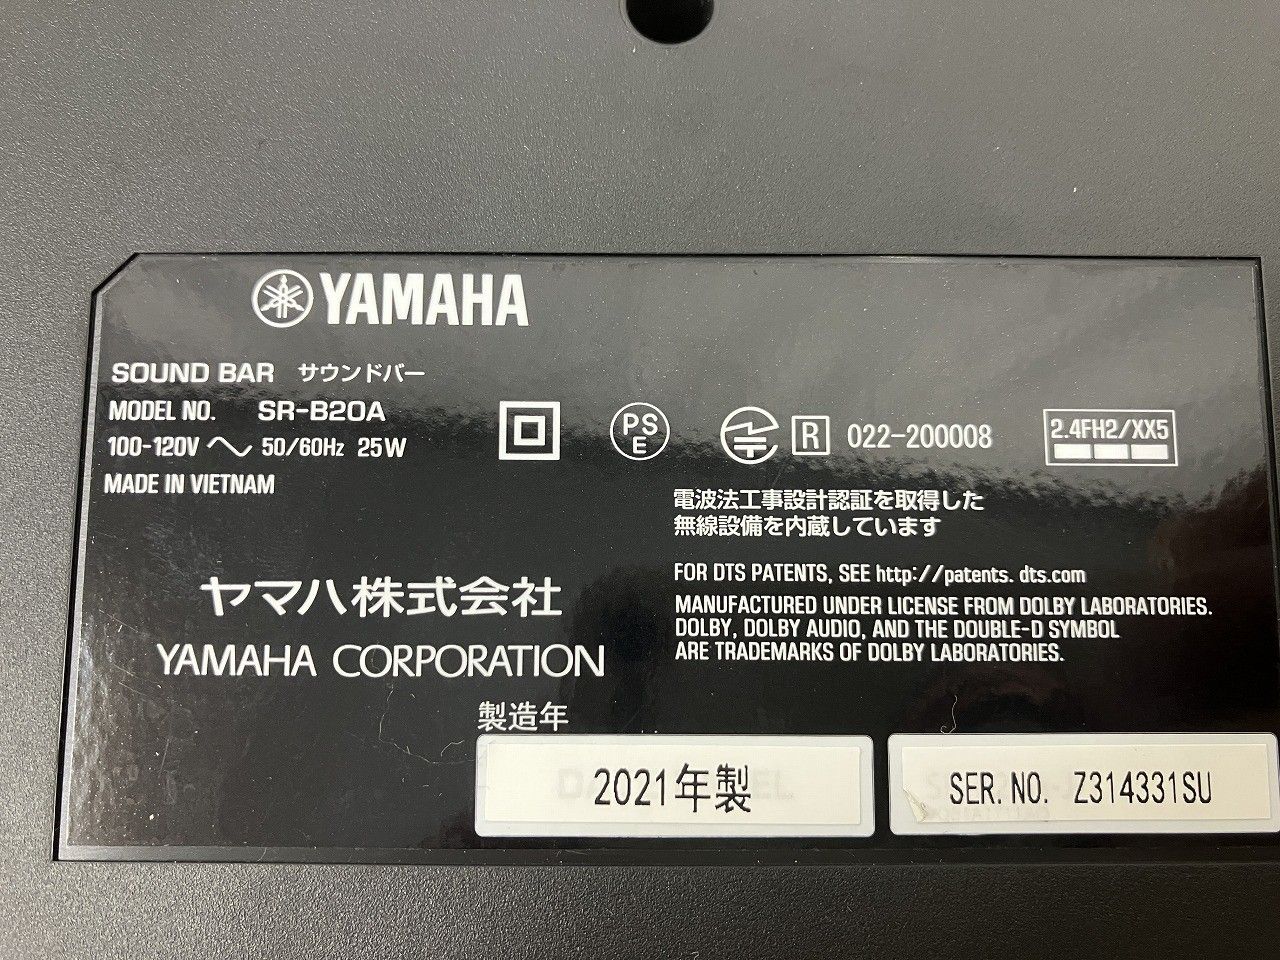 YAMAHA
SOUND BAR サウンドバー
MODEL NO. SR-B20A
100-120V 50/60Hz 25W
MADE IN VIETNAM
PS
E
R 022-200008
2.4FH2/XX5
電波法工事設計認証を取得した
無線設備を内蔵しています
FOR DTS PATENTS, SEE http://patents. dts.com
MANUFACTURED UNDER LICENSE FROM DOLBY LABORATORIES.
DOLBY, DOLBY AUDIO, AND THE DOUBLE-D SYMBOL
ARE TRADEMARKS OF DOLBY LABORATORIES.
ヤマハ株式会社
YAMAHA CORPORATION
製造年
2021年製
SER. NO. Z314331SU